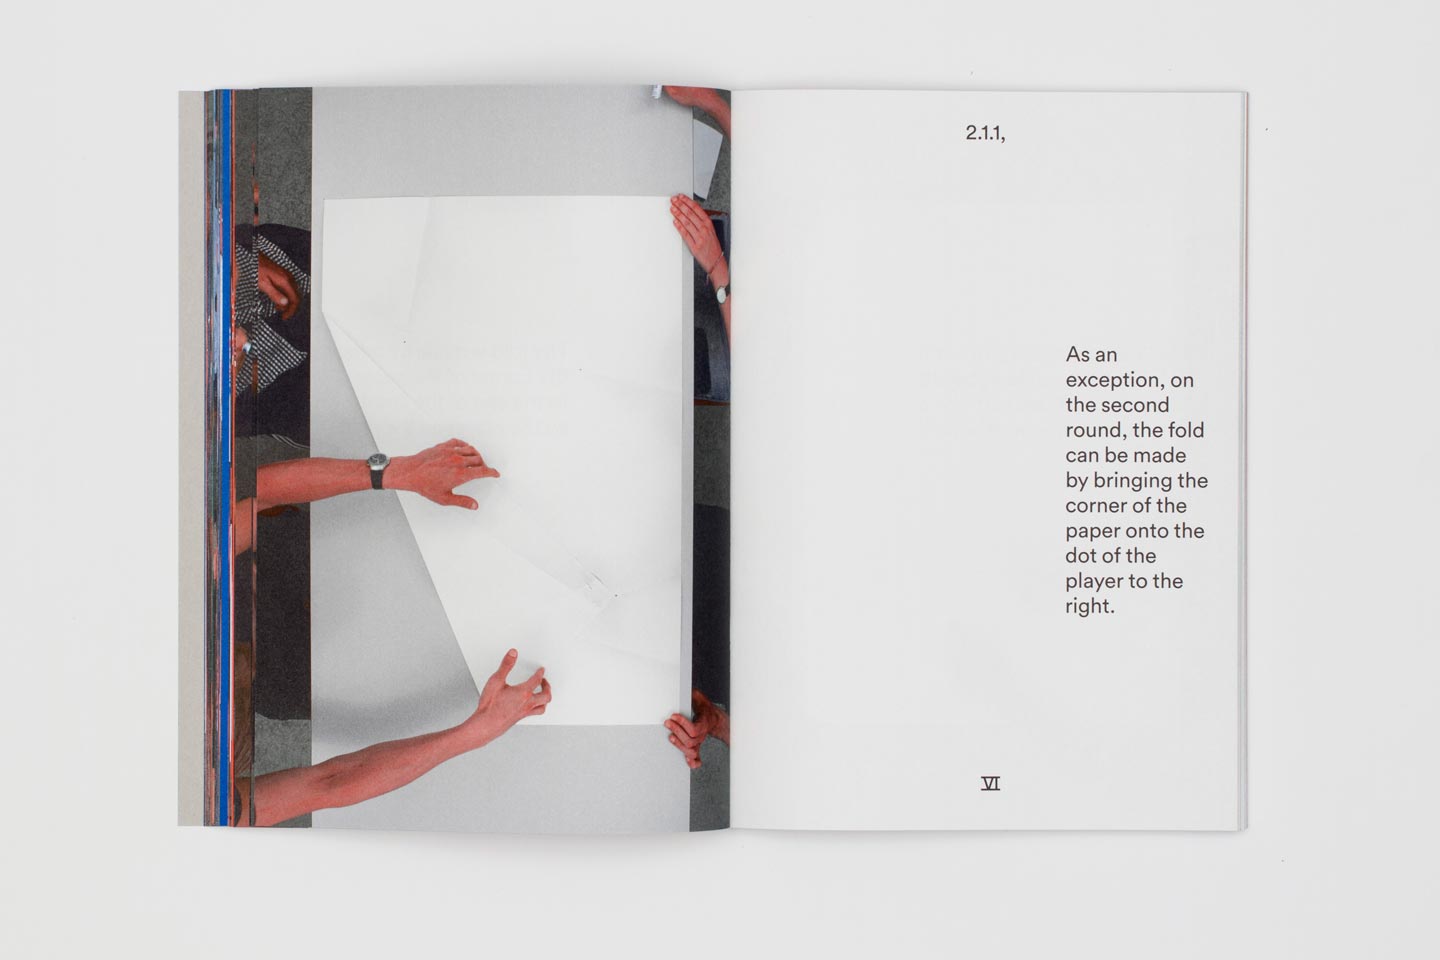 2.1.1,
As an
exception, on
the second
round, the fold
can be made
by bringing the
corner of the
paper onto the
dot of the
player to the
right.
VI